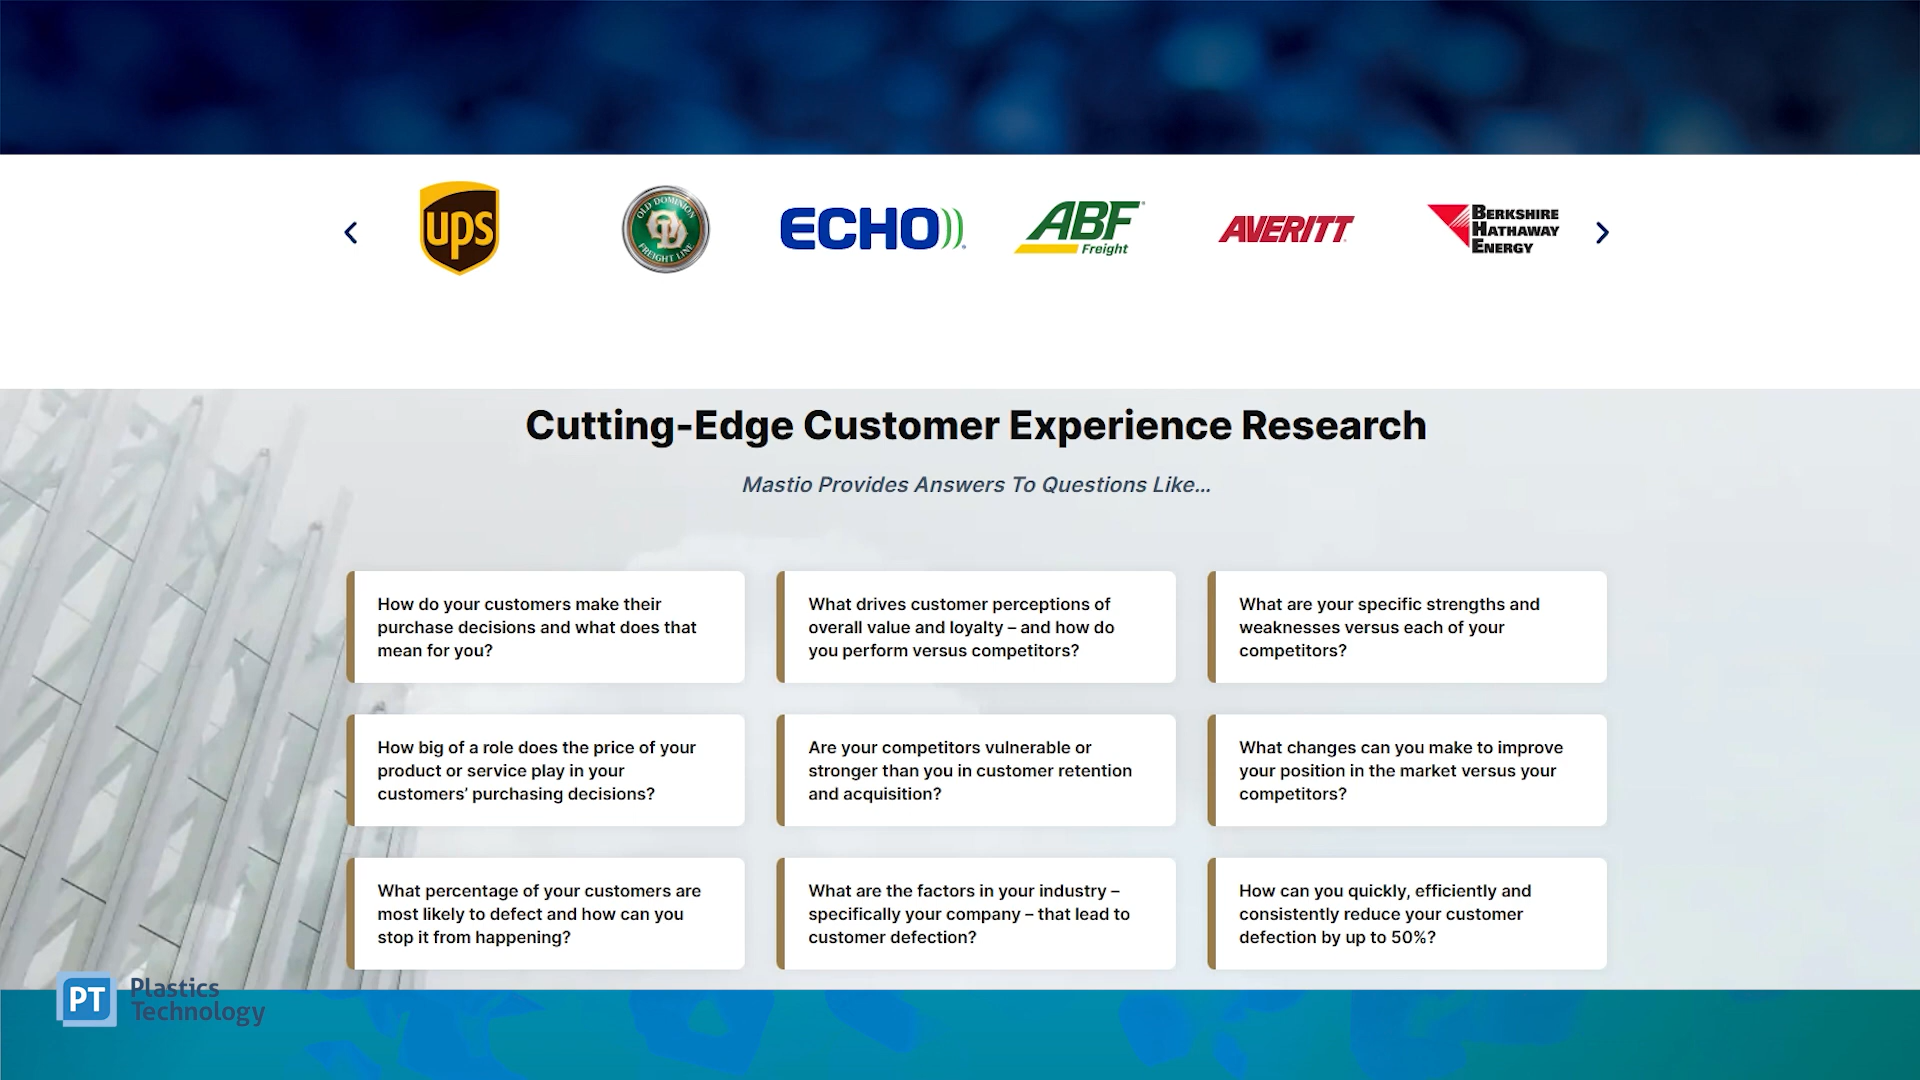 ups
OLD DOMINION
OD
FREIGHT LINE
ECHO
ABF
Freight
AVERITT
BERKSHIRE
HATHAWAY
ENERGY
Cutting-Edge Customer Experience Research
Mastio Provides Answers To Questions Like...
How do your customers make their
purchase decisions and what does that
mean for you?
What drives customer perceptions of
overall value and loyalty – and how do
you perform versus competitors?
What are your specific strengths and
weaknesses versus each of your
competitors?
How big of a role does the price of your
product or service play in your
customers’ purchasing decisions?
Are your competitors vulnerable or
stronger than you in customer retention
and acquisition?
What changes can you make to improve
your position in the market versus your
competitors?
What percentage of your customers are
most likely to defect and how can you
stop it from happening?
What are the factors in your industry –
specifically your company – that lead to
customer defection?
How can you quickly, efficiently and
consistently reduce your customer
defection by up to 50%?
PT
Plastics
Technology